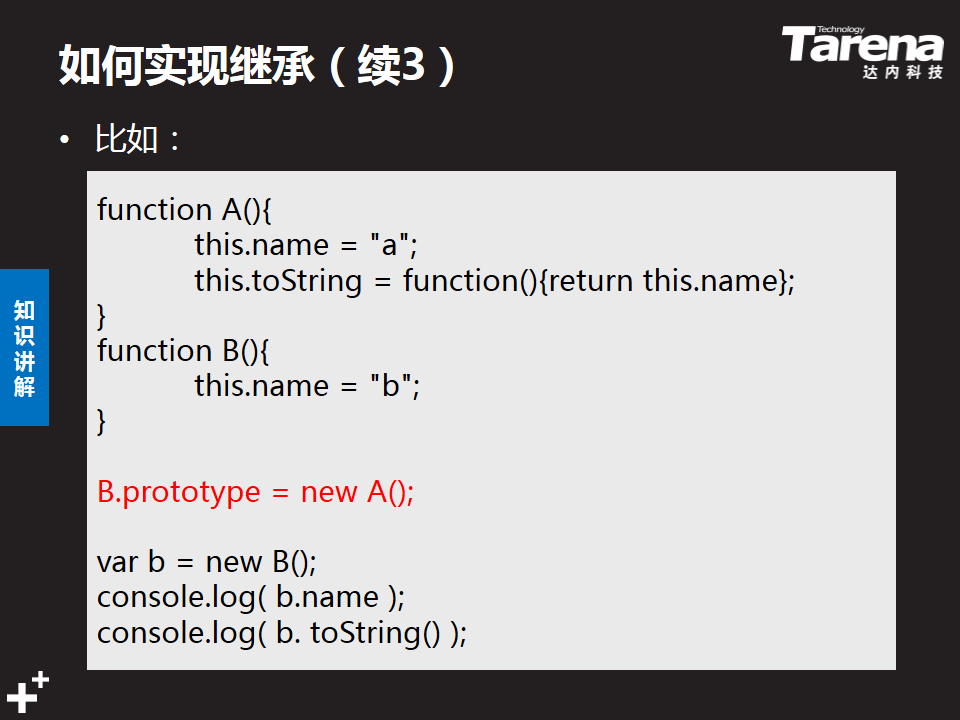 如何实现继承（续3）
Technology
Tarena
达内科技
• 比如：
function A(){
this.name = "a";
this.toString = function(){return this.name};
}
function B(){
this.name = "b";
}
B.prototype = new A();
var b = new B();
console.log( b.name );
console.log( b. toString() );
知识讲解